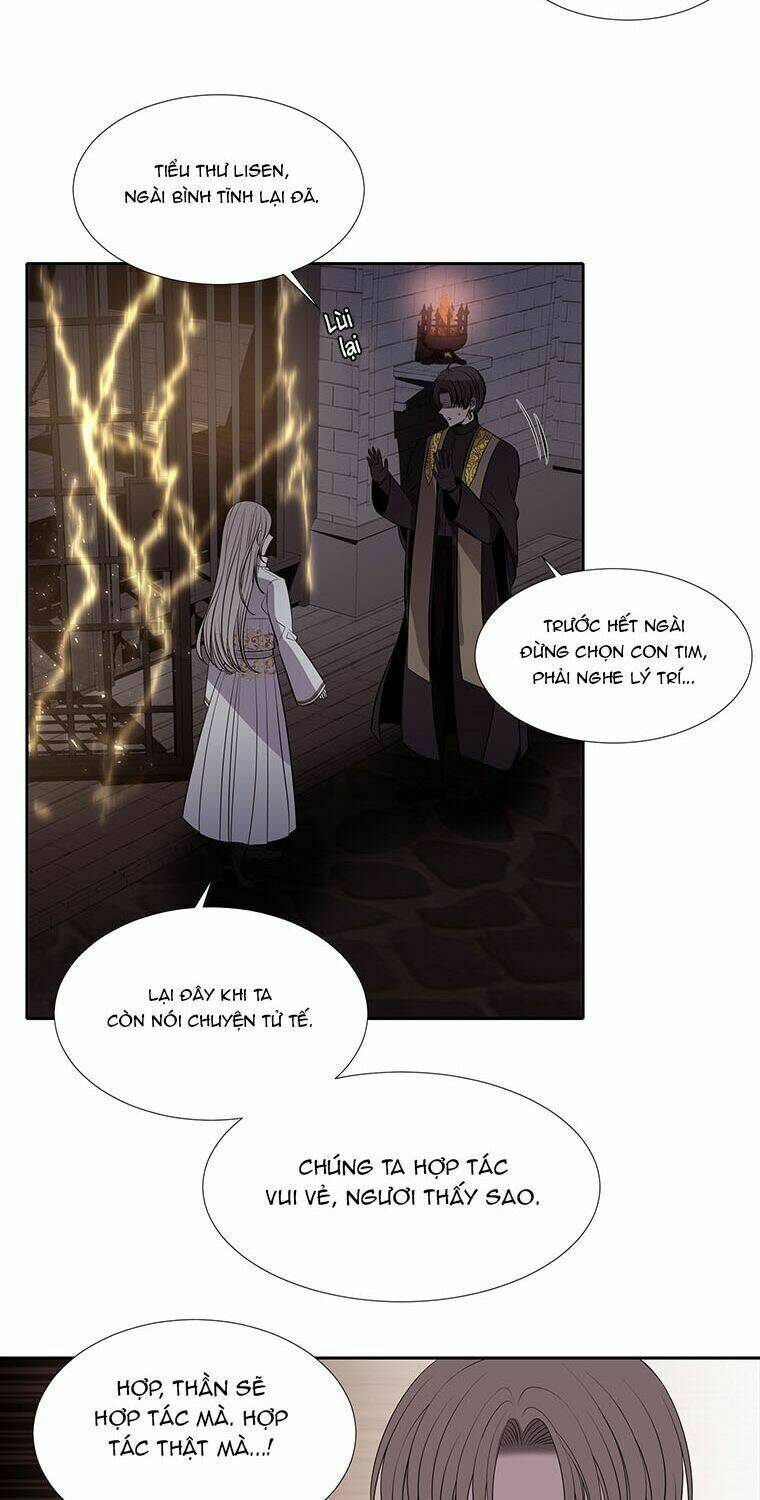 TIỂU THƯ LISEN,
NGÀI BÌNH TĨNH LẠI ĐÃ.
Lùi
lại
TRƯỚC HẾT NGÀI
ĐỪNG CHỌN CON TIM,
PHẢI NGHE LÝ TRÍ...
LẠI ĐÂY KHI TA
CÒN NÓI CHUYỆN TỬ TẾ.
CHÚNG TA HỢP TÁC
VUI VẺ, NGƯƠI THẤY SAO.
HỢP, THẦN SẼ
HỢP TÁC MÀ. HỢP
TÁC THẬT MÀ...!